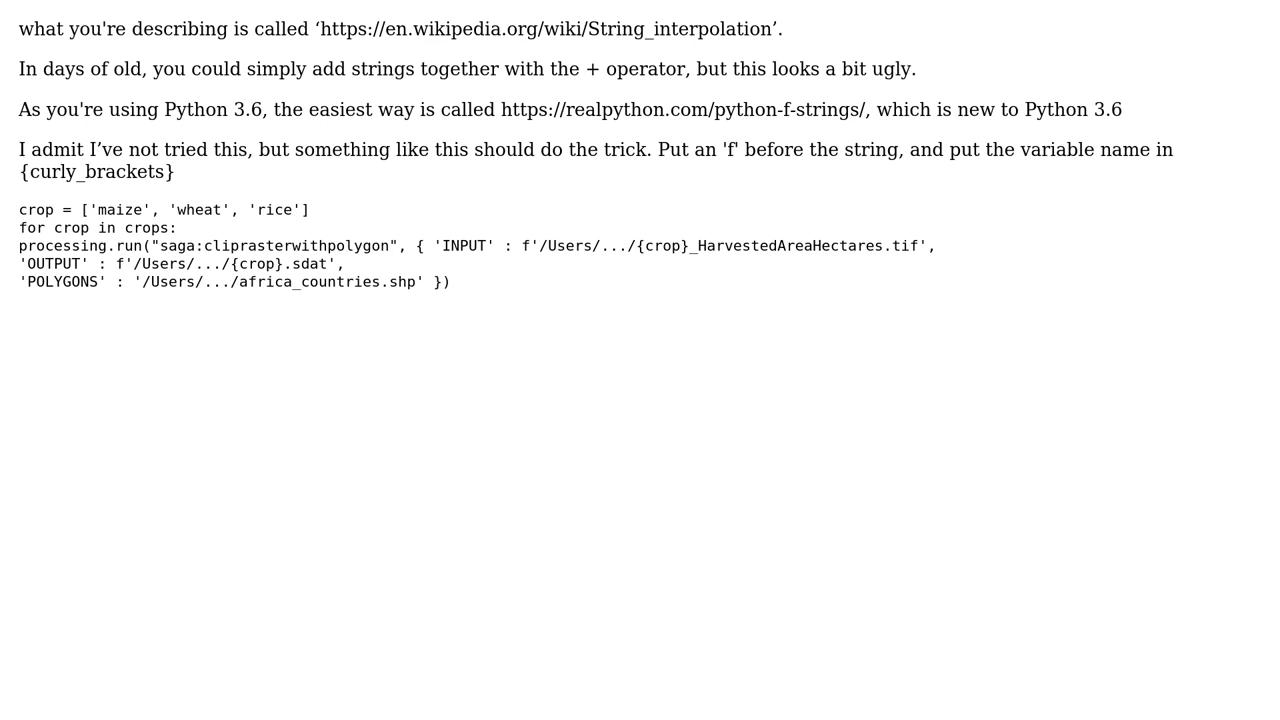 what you're describing is called ‘https://en.wikipedia.org/wiki/String_interpolation’.
In days of old, you could simply add strings together with the + operator, but this looks a bit ugly.
As you're using Python 3.6, the easiest way is called https://realpython.com/python-f-strings/, which is new to Python 3.6
I admit I’ve not tried this, but something like this should do the trick. Put an 'f' before the string, and put the variable name in
{curly_brackets}
crop = ['maize', 'wheat', 'rice']
for crop in crops:
processing.run("saga:cliprasterwithpolygon", { 'INPUT' : f'/Users/.../{crop}_HarvestedAreaHectares.tif',
'OUTPUT' : f'/Users/.../{crop}.sdat',
'POLYGONS' : '/Users/.../africa_countries.shp' })